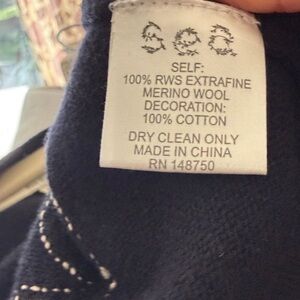 sea
SELF:
100% RWS EXTRAFINE
MERINO WOOL
DECORATION:
100% COTTON
DRY CLEAN ONLY
MADE IN CHINA
RN 148750